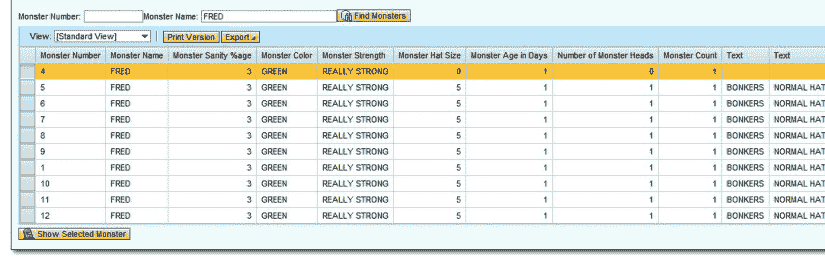 Monster Number: Monster Name: FRED Find Monsters
View: [Standard View] Print Version Export
Monster Number Monster Name Monster Sanity %age Monster Color Monster Strength Monster Hat Size Monster Age in Days Number of Monster Heads Monster Count Text Text
4 FRED 3 GREEN REALLY STRONG 0 1 0 1
5 FRED 3 GREEN REALLY STRONG 5 1 1 1 BONKERS NORMAL HAT
6 FRED 3 GREEN REALLY STRONG 5 1 1 1 BONKERS NORMAL HAT
7 FRED 3 GREEN REALLY STRONG 5 1 1 1 BONKERS NORMAL HAT
8 FRED 3 GREEN REALLY STRONG 5 1 1 1 BONKERS NORMAL HAT
9 FRED 3 GREEN REALLY STRONG 5 1 1 1 BONKERS NORMAL HAT
1 FRED 3 GREEN REALLY STRONG 5 1 1 1 BONKERS NORMAL HAT
10 FRED 3 GREEN REALLY STRONG 5 1 1 1 BONKERS NORMAL HAT
11 FRED 3 GREEN REALLY STRONG 5 1 1 1 BONKERS NORMAL HAT
12 FRED 3 GREEN REALLY STRONG 5 1 1 1 BONKERS NORMAL HAT
Show Selected Monster